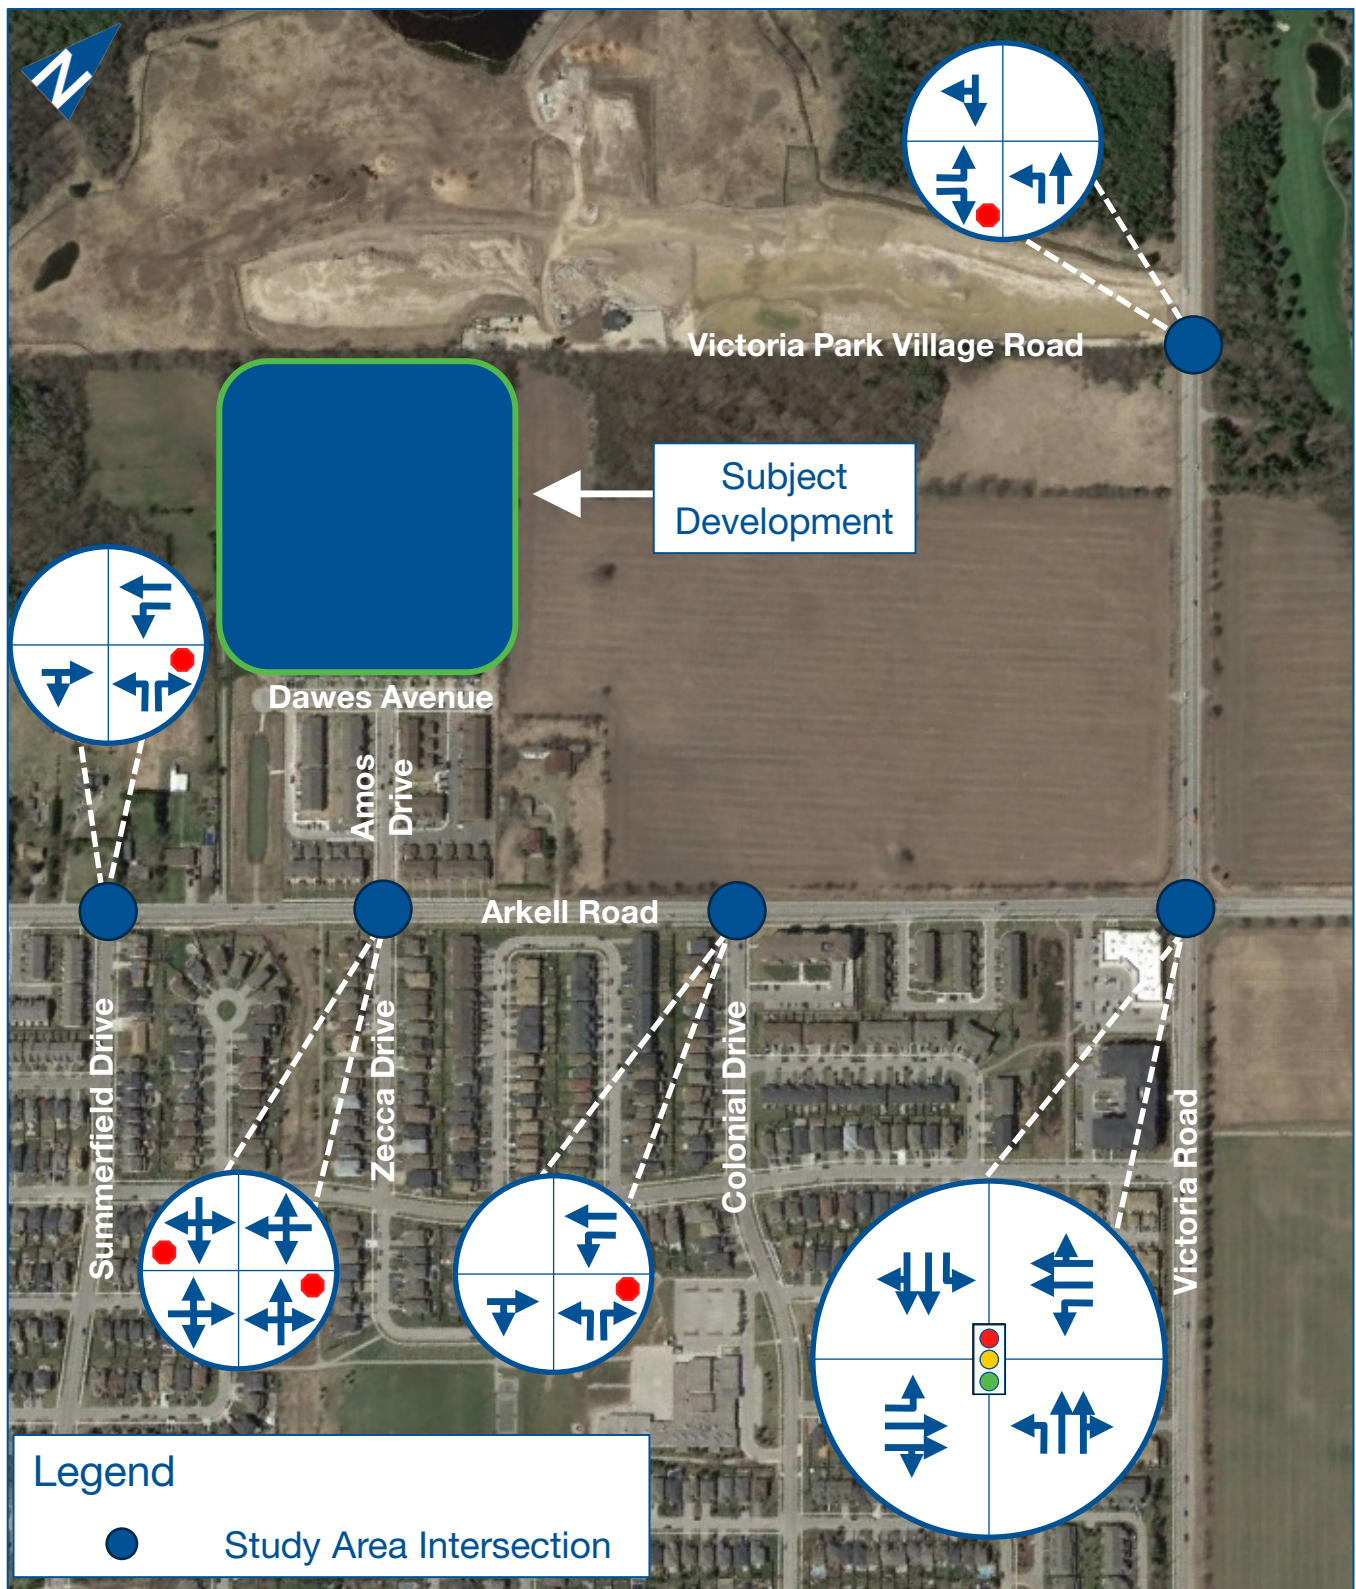 N
Victoria Park Village Road
Subject
Development
Dawes Avenue
Amos
Drive
Arkell Road
Summerfield Drive
Zecca Drive
Colonial Drive
Victoria Road
Legend
Study Area Intersection